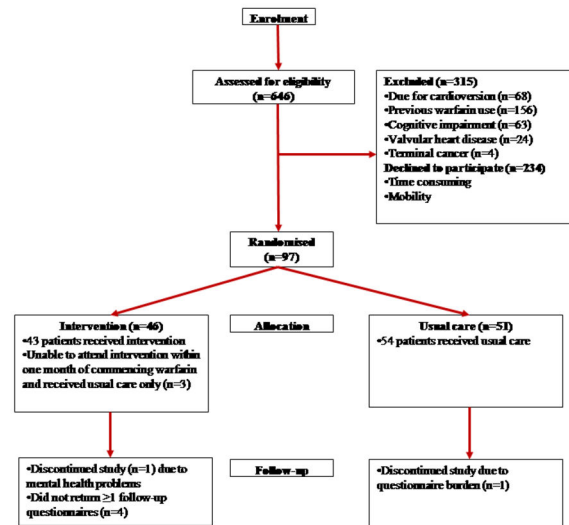 Enrolment
Assessed for eligibility
(n=646)
Excluded (n=315)
•Due for cardioversion (n=68)
•Previous warfarin use (n=156)
•Cognitive impairment (n=63)
•Valvular heart disease (n=24)
•Terminal cancer (n=4)
Declined to participate (n=234)
•Time consuming
•Mobility
Randomised
(n=97)
Intervention (n=46)
•43 patients received intervention
•Unable to attend intervention within
one month of commencing warfarin
and received usual care only (n=3)
Allocation
Usual care (n=51)
•54 patients received usual care
•Discontinued study (n=1) due to
mental health problems
•Did not return ≥1 follow-up
questionnaires (n=4)
Follow-up
•Discontinued study due to
questionnaire burden (n=1)